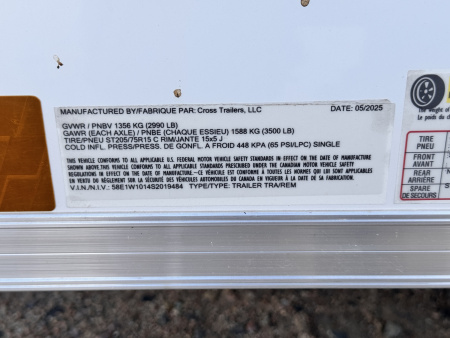 MANUFACTURED BY/FABRIQUE PAR: Cross Trailers, LLC DATE: 05/2025
GVWR / PNBV 1356 KG (2990 LB)
GAWR (EACH AXLE) / PNBE (CHAQUE ESSIEU) 1588 KG (3500 LB)
TIRE/PNEU ST205/75R15 C RIM/JANTE 15x5 J
COLD INFL. PRESS/PRESS. DE GONFL. A FROID 448 KPA (65 PSI/LPC) SINGLE
THIS VEHICLE CONFORMS TO ALL APPLICABLE U.S. FEDERAL MOTOR VEHICLE SAFETY STANDARDS IN EFFECT
ON THE DATE OF MANUFACTURE SHOWN ABOVE. THIS VEHICLE CONFORMS TO ALL APPLICABLE
STANDARDS PRESCRIBED UNDER THE CANADIAN MOTOR VEHICLE SAFETY
REGULATIONS IN EFFECT ON THE DATE OF MANUFACTURE. - CE VÉHICULE EST CONFORME À TOUTES LES NORMES QUI LUI SONT APPLICABLES
EN VERTU DU RÈGLEMENT SUR LA SÉCURITÉ DES VÉHICULES AUTOMOBILES DU CANADA EN VIGUEUR À LA DATE DE SA FABRICATION
V.I.N./N.I.V.: 58E1W1014S2019484 TYPE/TYPE: TRAILER TRA/REM
The
Le poids
TIRE
PNEU
FRONT
AVANT
REAR
ARRIÈRE
SPARE
DE SECOURS